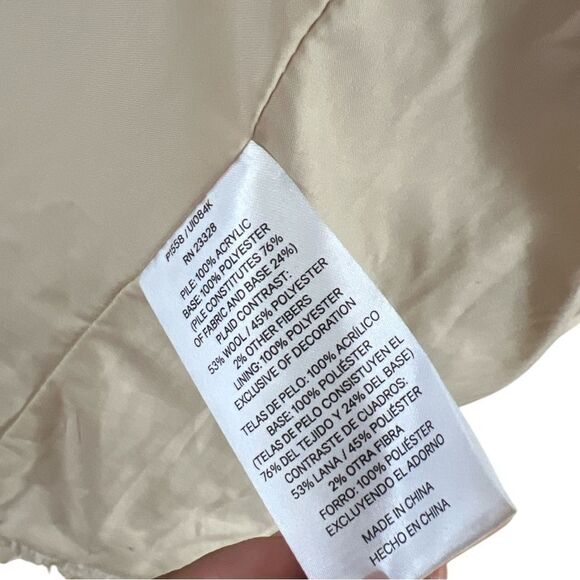 P1558 / UI084K
RN 23328
PILE: 100% ACRYLIC
BASE: 100% POLYESTER
(PILE CONSTITUTES 76%
OF FABRIC AND BASE 24%)
PLAID CONTRAST:
53% WOOL / 45% POLYESTER
2% OTHER FIBERS
LINING: 100% POLYESTER
EXCLUSIVE OF DECORATION
TELAS DE PELO: 100% ACRÍLICO
BASE: 100% POLIÉSTER
(TELAS DE PELO CONSISTUYEN EL
76% DEL TEJIDO Y 24% DEL BASE)
CONTRASTE DE CUADROS:
53% LANA / 45% POLIÉSTER
2% OTRA FIBRA
FORRO: 100% POLIÉSTER
EXCLUYENDO EL ADORNO
MADE IN CHINA
HECHO EN CHINA